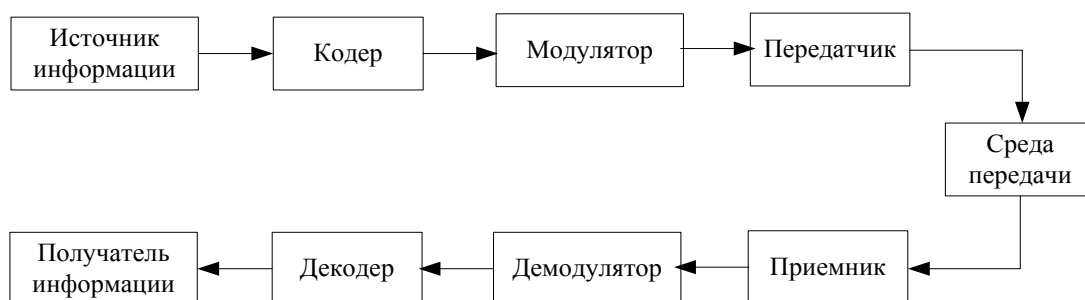 Источник
информации
Кодер
Модулятор
Передатчик
Среда
передачи
Получатель
информации
Декодер
Демодулятор
Приемник